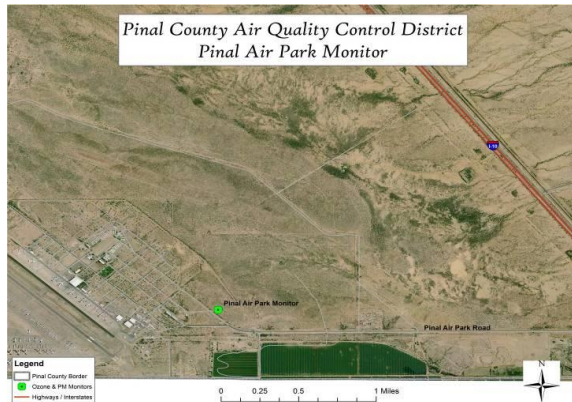 Pinal County Air Quality Control District
Pinal Air Park Monitor
I-10
Pinal Air Park Monitor
Pinal Air Park Road
Legend
Pinal County Border
Ozone & PM Monitors
Highways / Interstates
0 0.25 0.5 1 Miles
N